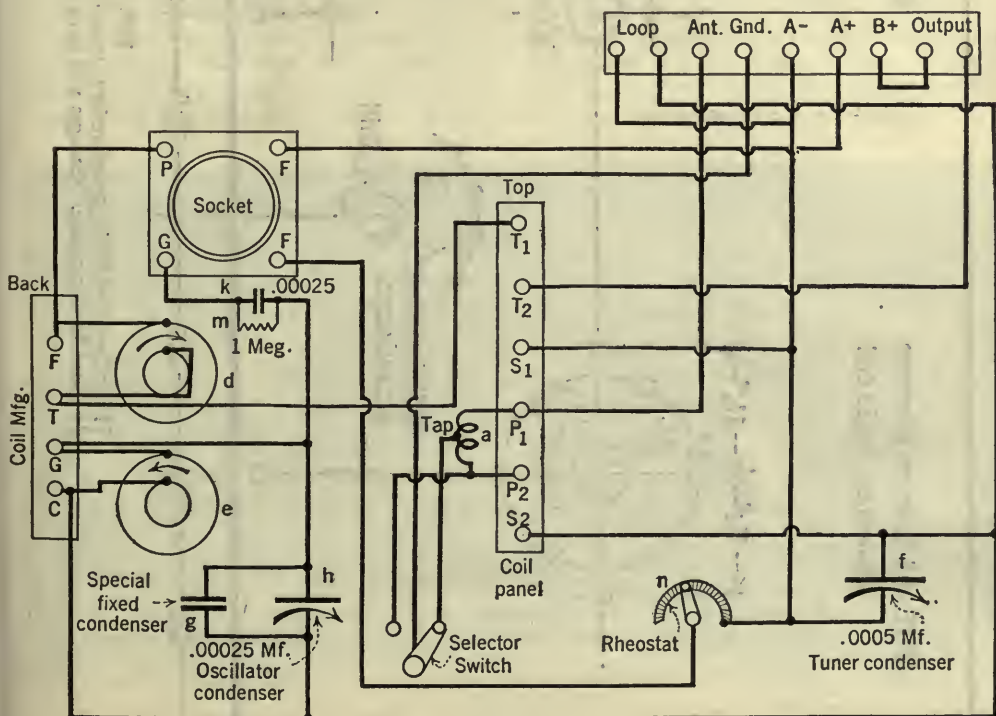 Loop Ant. Gnd. A- A+ B+ Output
P F
Socket
G F
k .00025
m
1 Meg.
Back
Coil Mfg.
F
T
G
C
d
e
Top
T1
T2
S1
P1
P2
S2
Coil
panel
Tap a
Special
fixed
condenser
g
h
.00025 Mf.
Oscillator
condenser
Selector
Switch
n
Rheostat
f
.0005 Mf.
Tuner condenser